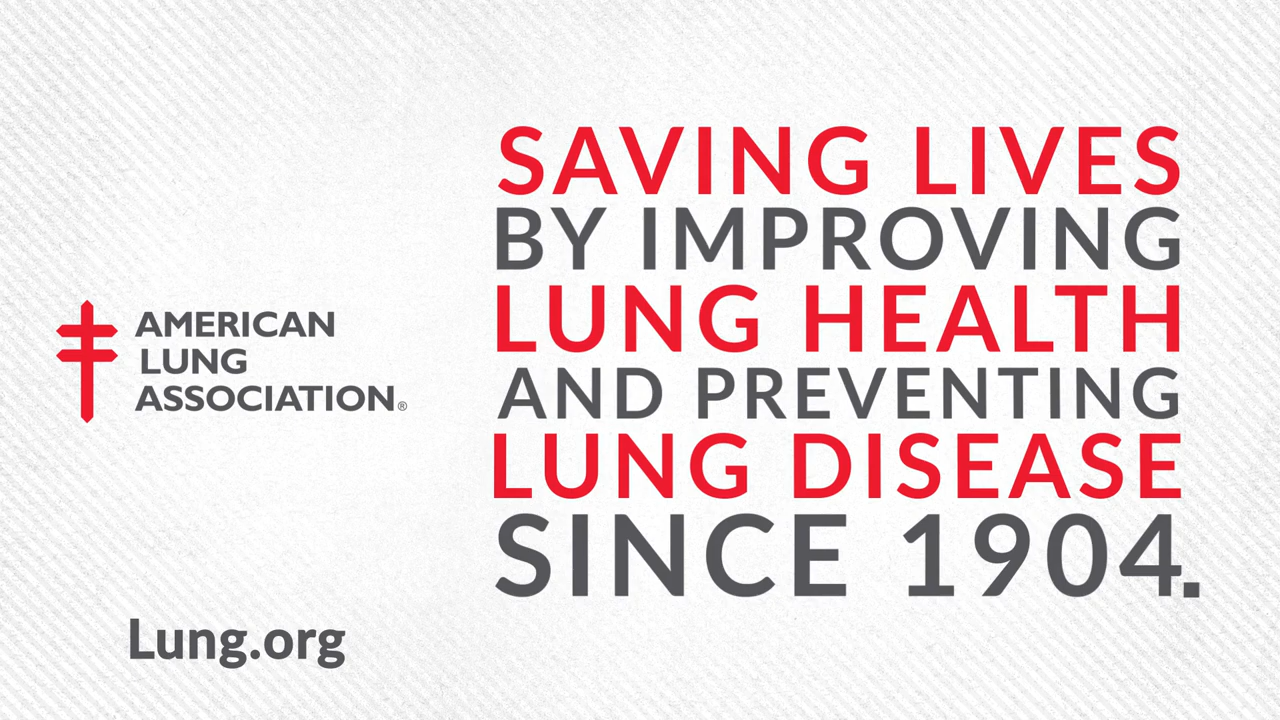 AMERICAN
LUNG
ASSOCIATION®
Lung.org
SAVING LIVES
BY IMPROVING
LUNG HEALTH
AND PREVENTING
LUNG DISEASE
SINCE 1904.